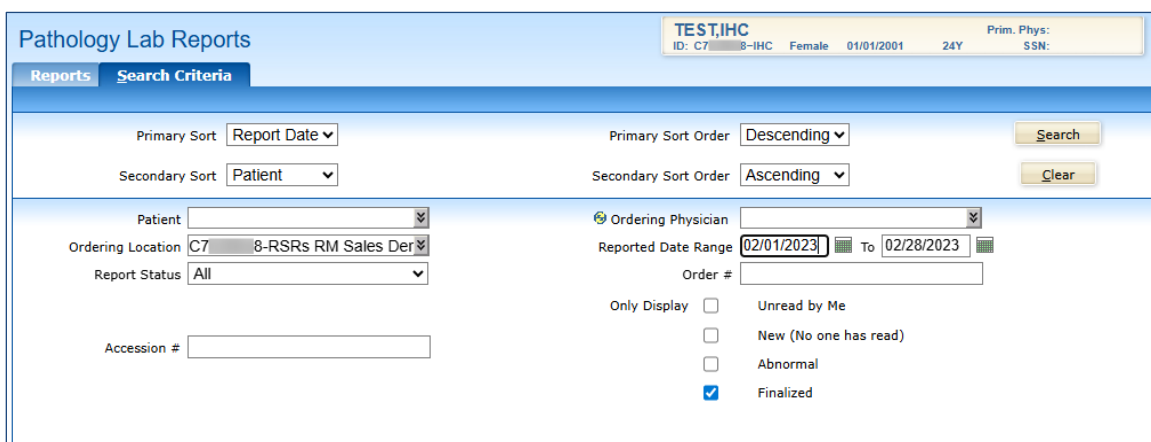 Pathology Lab Reports
TEST,IHC Prim. Phys:
ID: C7 8-IHC Female 01/01/2001 24Y SSN:
Reports Search Criteria
Primary Sort Report Date Primary Sort Order Descending Search
Secondary Sort Patient Secondary Sort Order Ascending Clear
Patient Ordering Physician
Ordering Location C7 8-RSRs RM Sales Der Reported Date Range 02/01/2023 To 02/28/2023
Report Status All Order #
Only Display Unread by Me
New (No one has read)
Accession #
Abnormal
Finalized